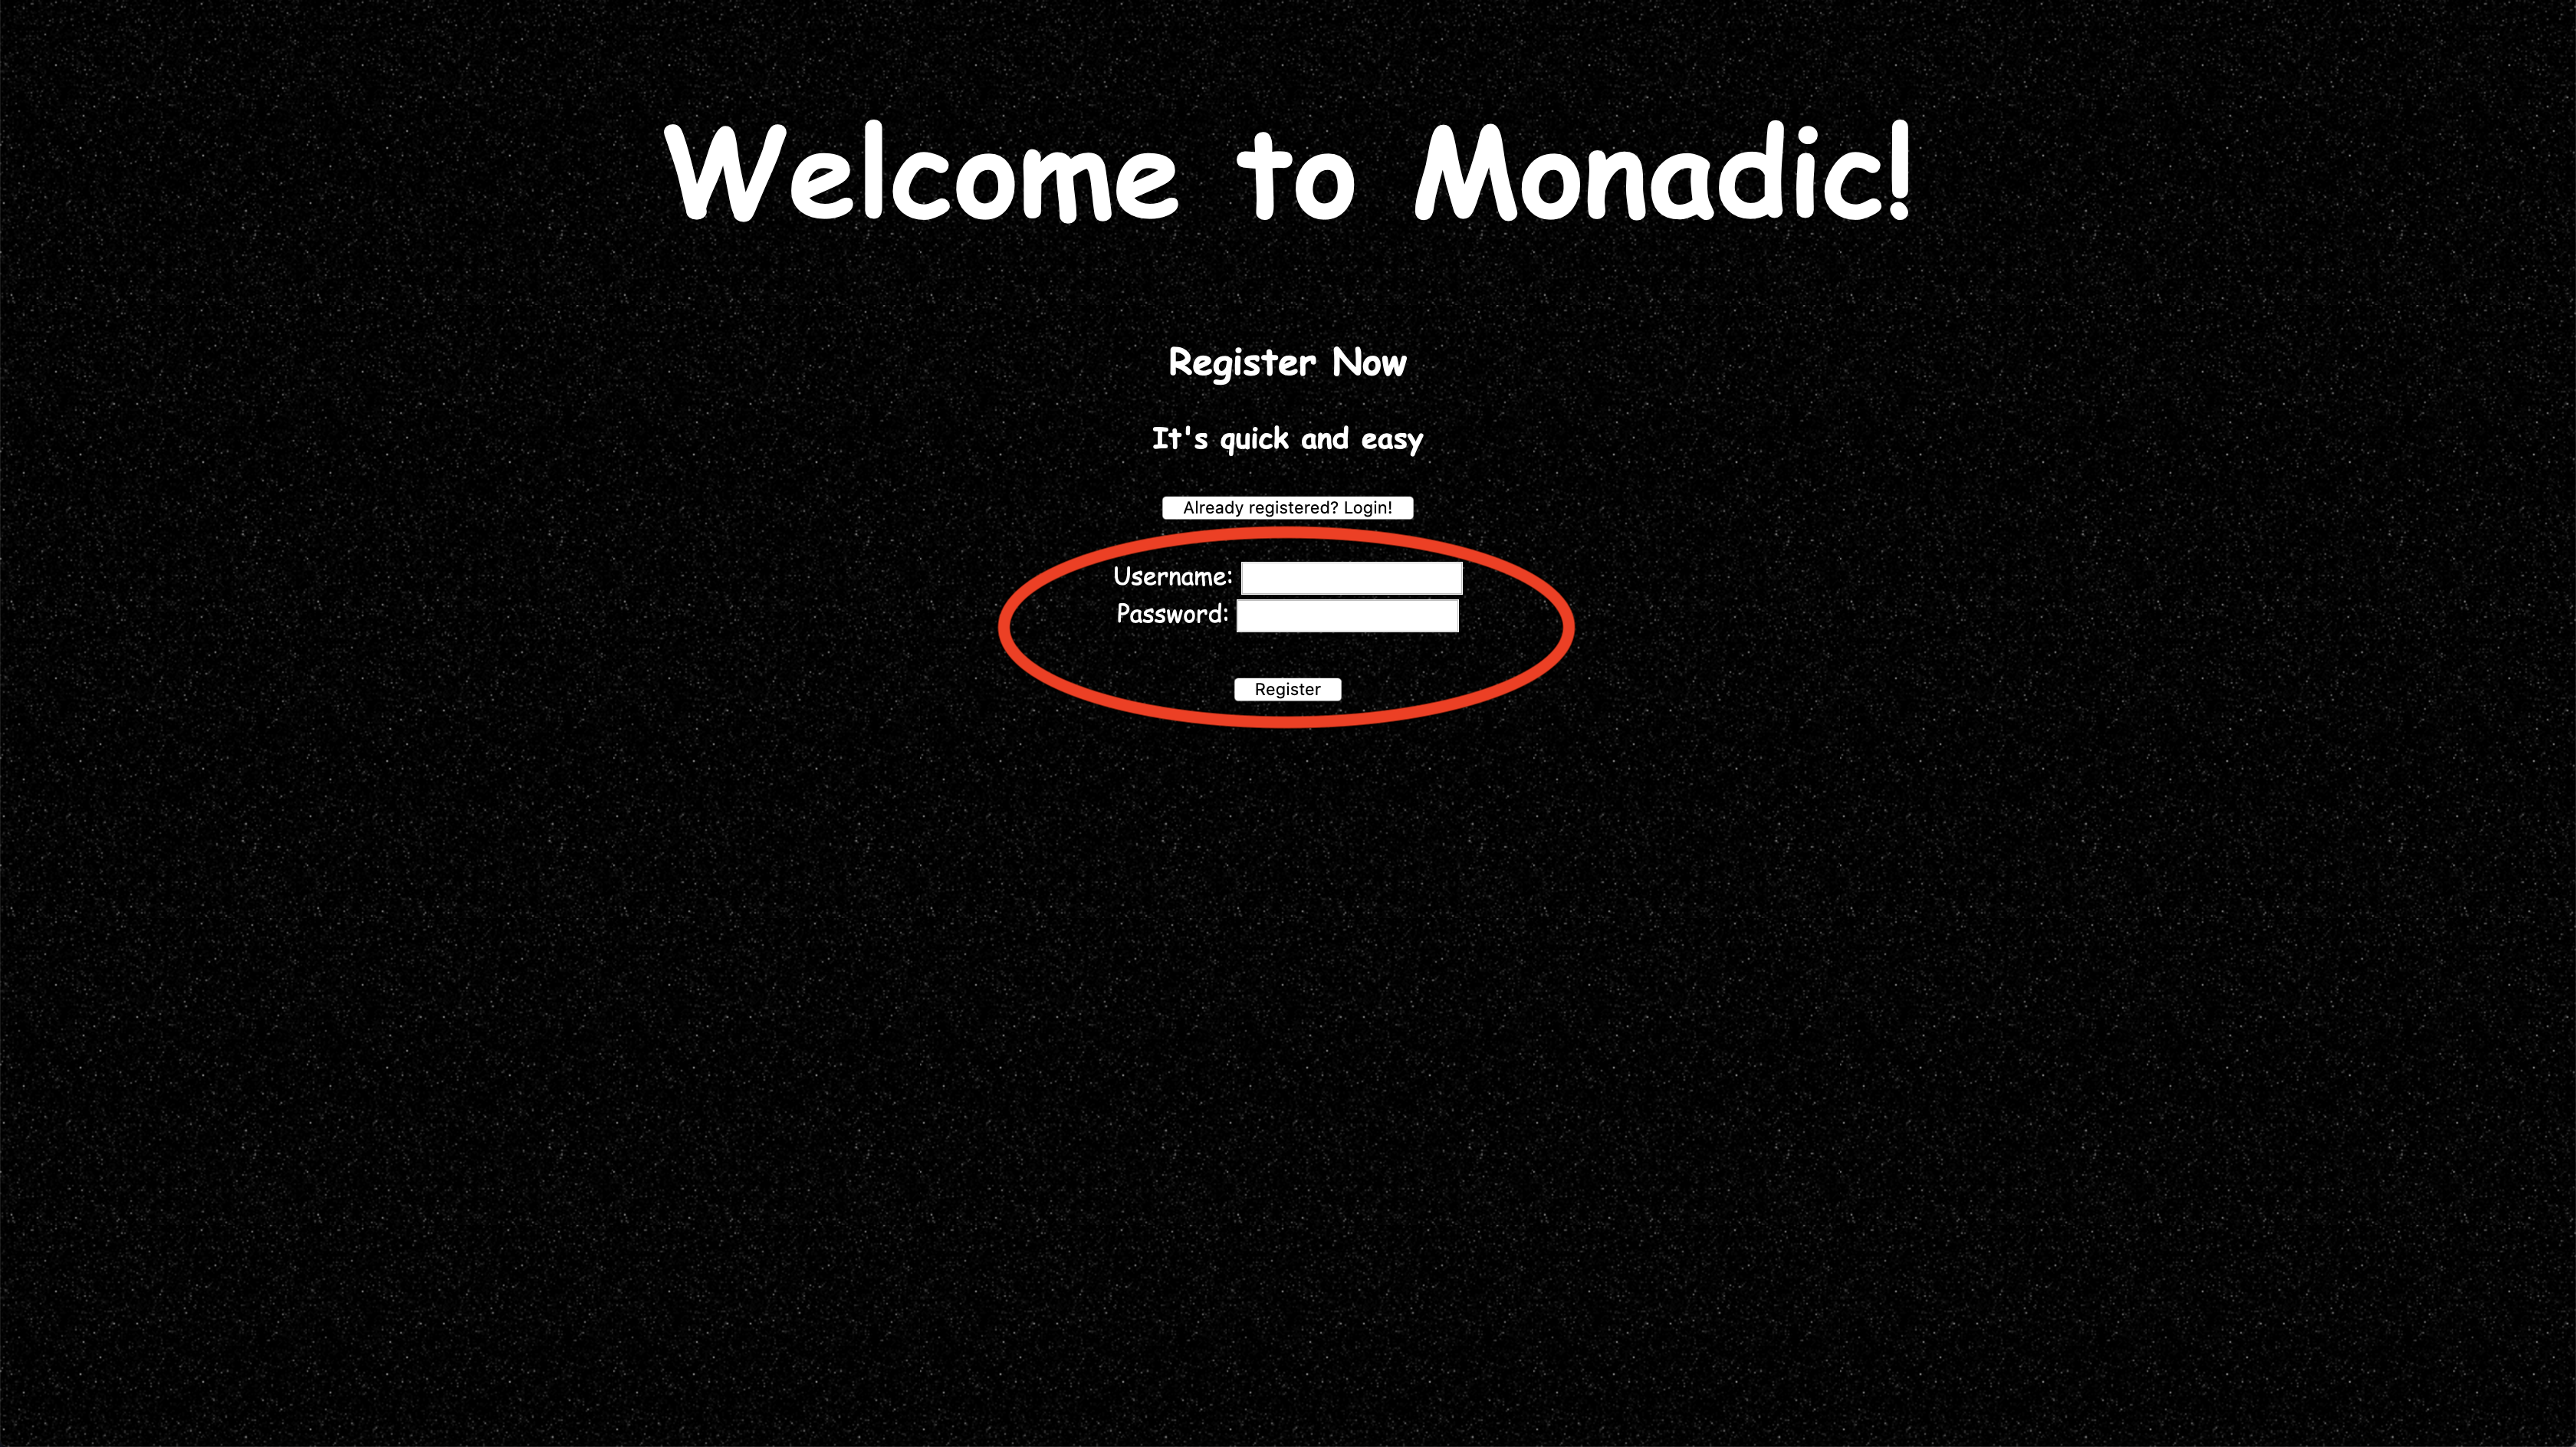 Welcome to Monadic!
Register Now
It's quick and easy
Already registered? Login!
Username:
Password:
Register